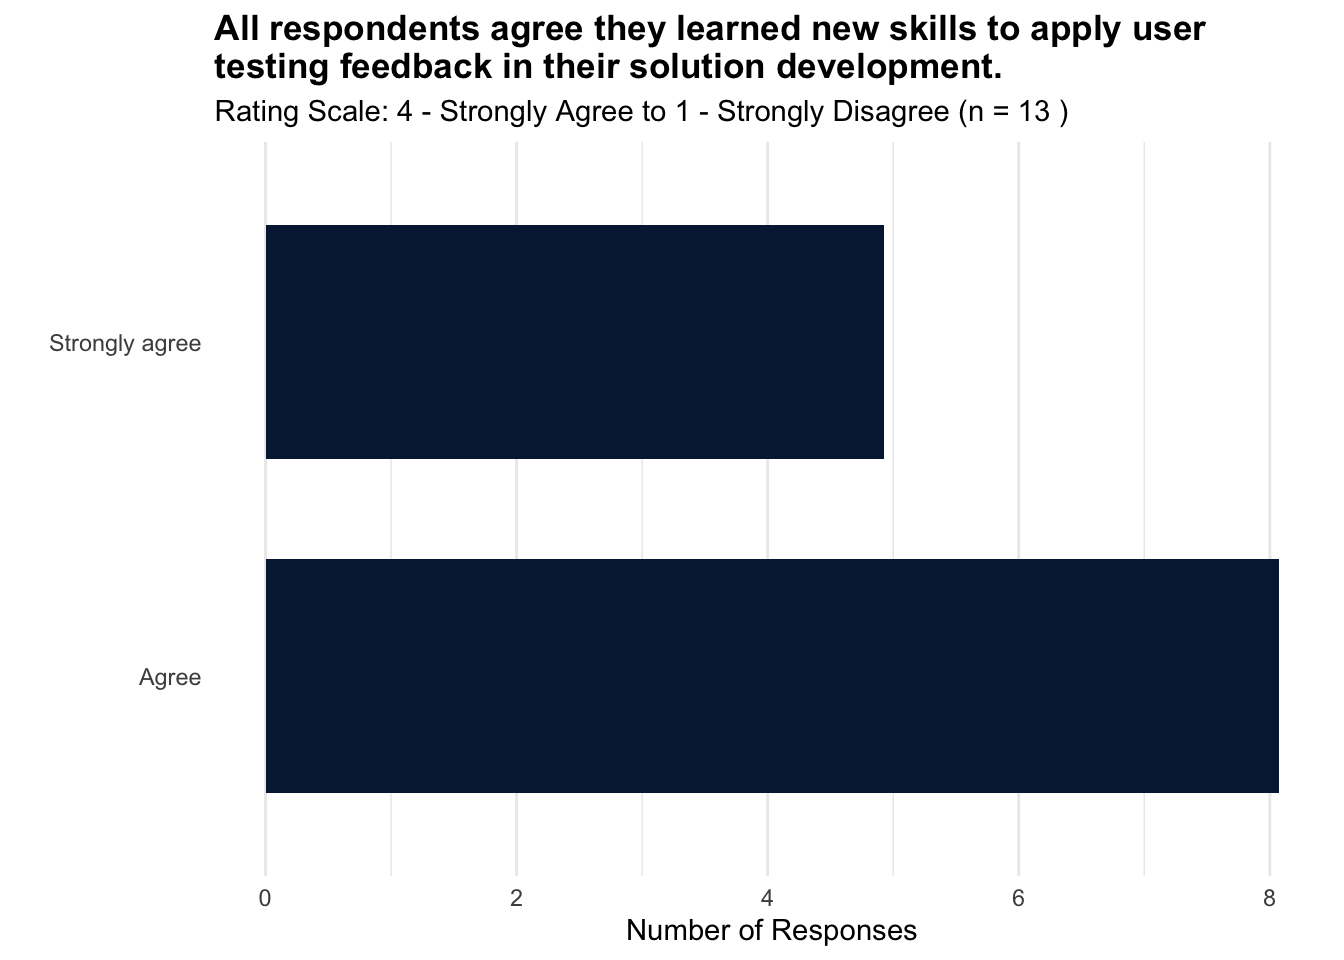 All respondents agree they learned new skills to apply user
testing feedback in their solution development.
Rating Scale: 4 - Strongly Agree to 1 - Strongly Disagree (n = 13 )
Strongly agree
Agree
0 2 4 6 8
Number of Responses